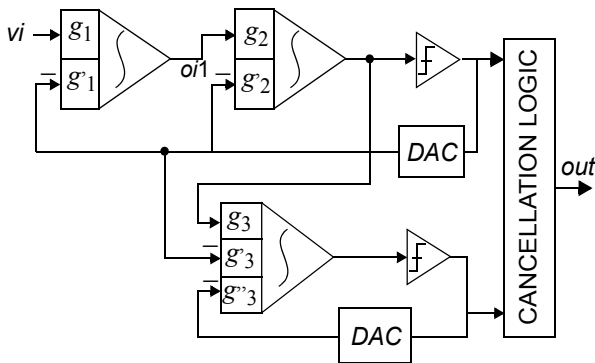 vi
g1
g'1
oi1
g2
g'2
DAC
g3
g'3
g"3
DAC
CANCELLATION LOGIC
out